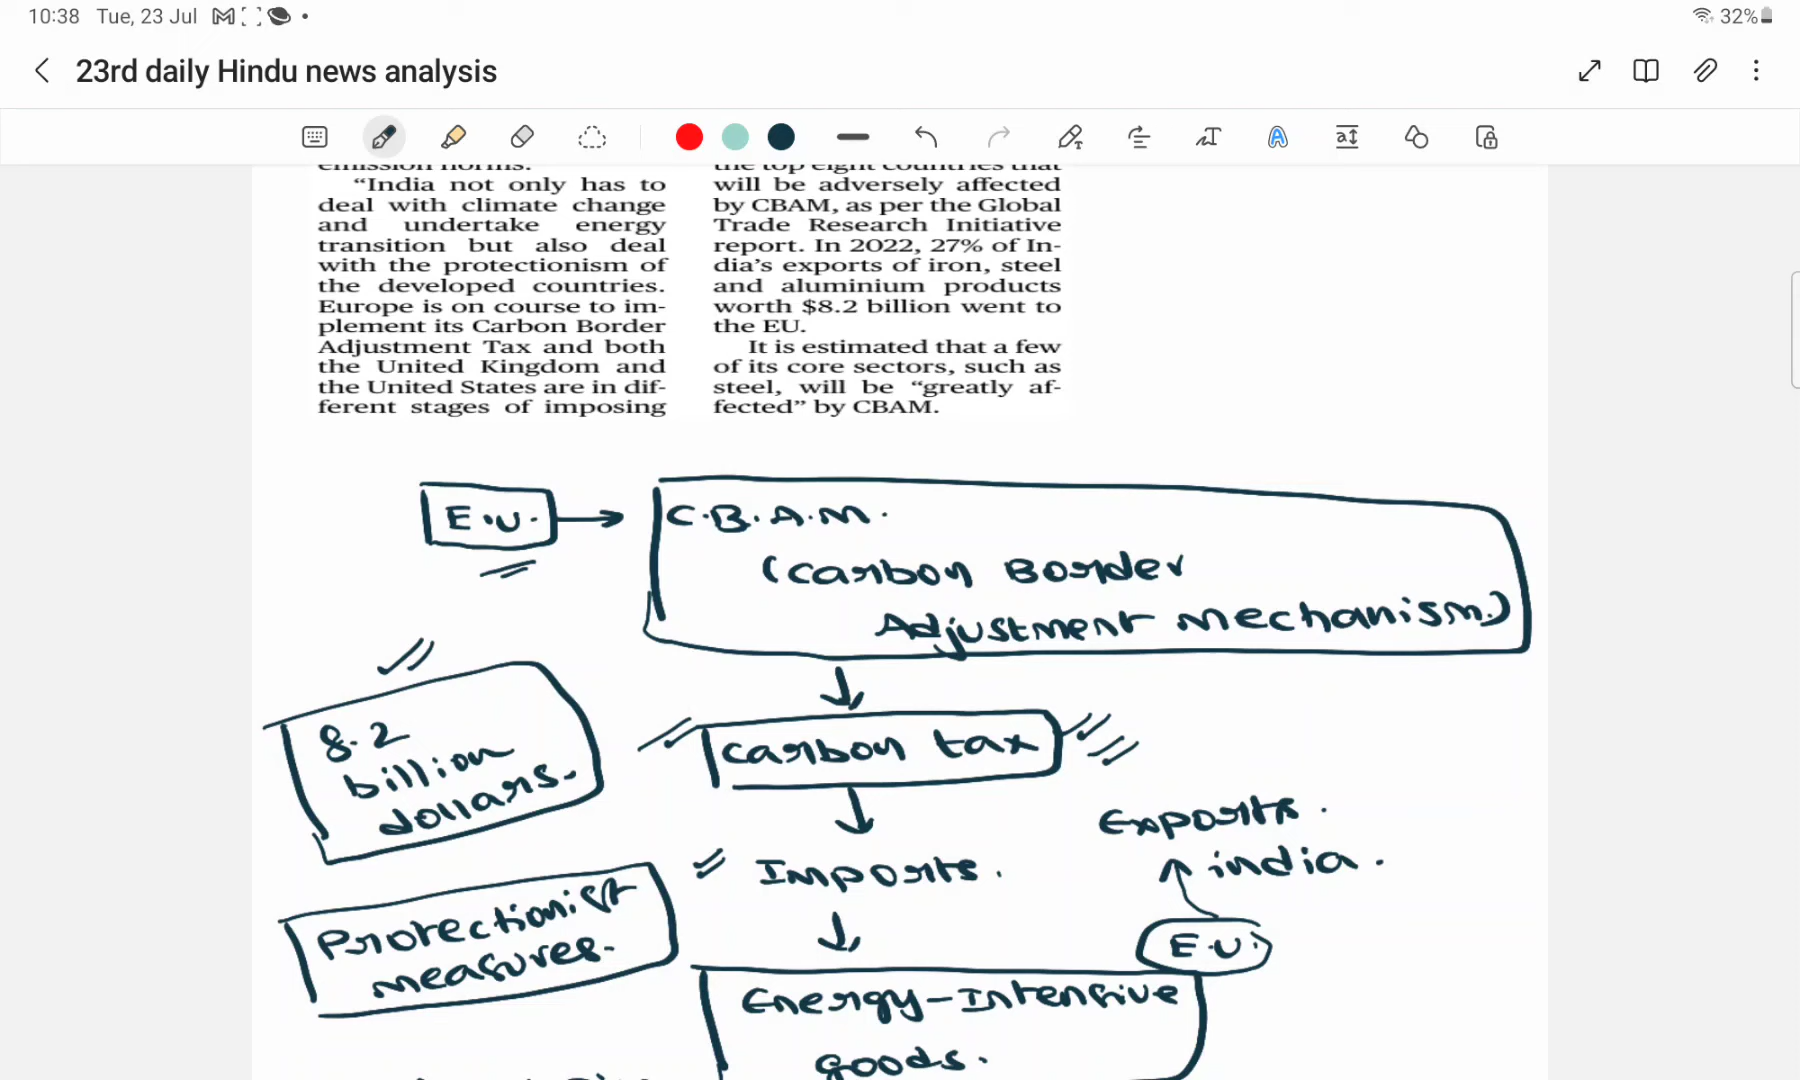 10:38 Tue, 23 Jul
32%
23rd daily Hindu news analysis
emission norms.
“India not only has to
deal with climate change
and undertake energy
transition but also deal
with the protectionism of
the developed countries.
Europe is on course to im-
plement its Carbon Border
Adjustment Tax and both
the United Kingdom and
the United States are in dif-
ferent stages of imposing
the top eight countries that
will be adversely affected
by CBAM, as per the Global
Trade Research Initiative
report. In 2022, 27% of In-
dia’s exports of iron, steel
and aluminium products
worth $8.2 billion went to
the EU.
It is estimated that a few
of its core sectors, such as
steel, will be “greatly af-
fected” by CBAM.
E.U.
C.B.A.M.
(Carbon Border
Adjustment Mechanism.)
8.2
billion
dollars.
carbon tax
Exports.
india.
Imports.
E.U.
Protectionist
measures.
Energy-Intensive
goods.